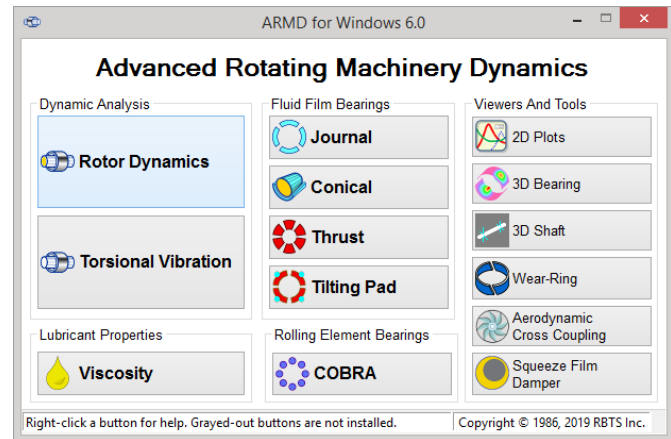 ARMD for Windows 6.0
Advanced Rotating Machinery Dynamics
Dynamic Analysis
Rotor Dynamics
Torsional Vibration
Lubricant Properties
Viscosity
Fluid Film Bearings
Journal
Conical
Thrust
Tilting Pad
Rolling Element Bearings
COBRA
Viewers And Tools
2D Plots
3D Bearing
3D Shaft
Wear-Ring
Aerodynamic
Cross Coupling
Squeeze Film
Damper
Right-click a button for help. Grayed-out buttons are not installed.
Copyright © 1986, 2019 RBTS Inc.